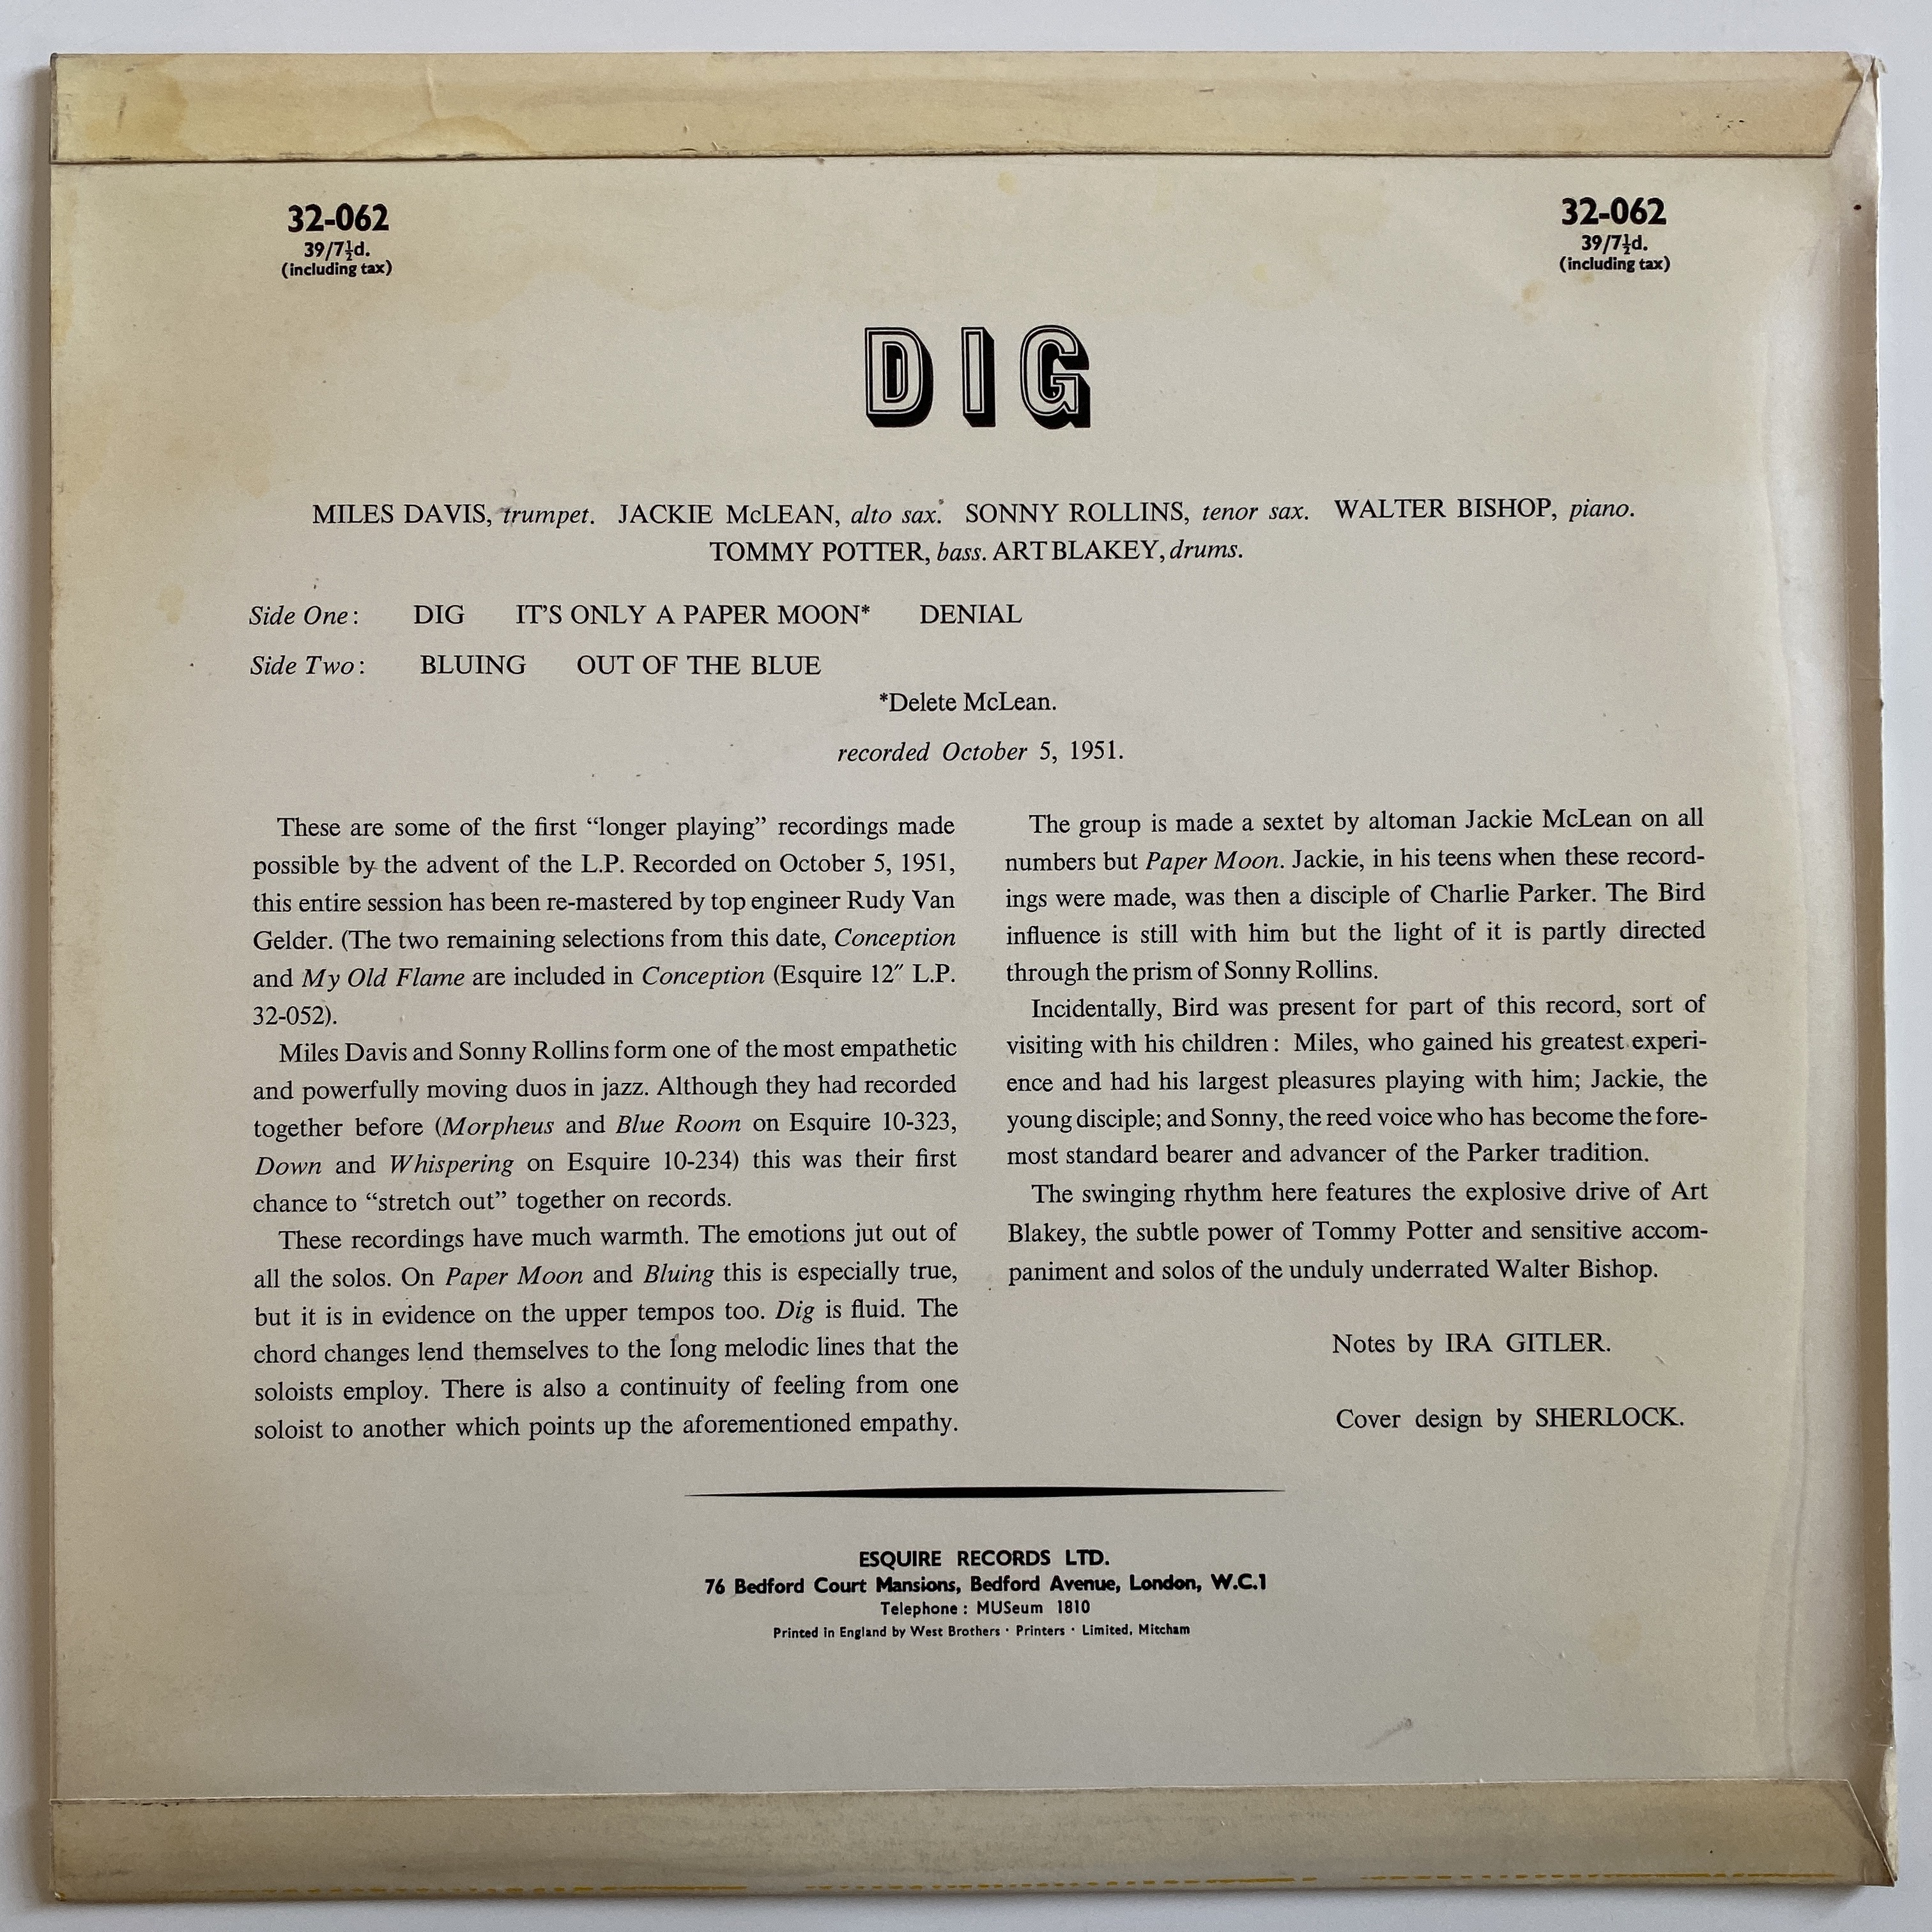 32-062
39/7½d.
(including tax)
32-062
39/7½d.
(including tax)
DIG
MILES DAVIS, trumpet. JACKIE McLEAN, alto sax. SONNY ROLLINS, tenor sax. WALTER BISHOP, piano.
TOMMY POTTER, bass. ART BLAKEY, drums.
Side One: DIG IT'S ONLY A PAPER MOON* DENIAL
Side Two: BLUING OUT OF THE BLUE
*Delete McLean.
recorded October 5, 1951.
These are some of the first “longer playing” recordings made
possible by the advent of the L.P. Recorded on October 5, 1951,
this entire session has been re-mastered by top engineer Rudy Van
Gelder. (The two remaining selections from this date, Conception
and My Old Flame are included in Conception (Esquire 12″ L.P.
32-052).
Miles Davis and Sonny Rollins form one of the most empathetic
and powerfully moving duos in jazz. Although they had recorded
together before (Morpheus and Blue Room on Esquire 10-323,
Down and Whispering on Esquire 10-234) this was their first
chance to “stretch out” together on records.
These recordings have much warmth. The emotions jut out of
all the solos. On Paper Moon and Bluing this is especially true,
but it is in evidence on the upper tempos too. Dig is fluid. The
chord changes lend themselves to the long melodic lines that the
soloists employ. There is also a continuity of feeling from one
soloist to another which points up the aforementioned empathy.
The group is made a sextet by altoman Jackie McLean on all
numbers but Paper Moon. Jackie, in his teens when these record-
ings were made, was then a disciple of Charlie Parker. The Bird
influence is still with him but the light of it is partly directed
through the prism of Sonny Rollins.
Incidentally, Bird was present for part of this record, sort of
visiting with his children: Miles, who gained his greatest experi-
ence and had his largest pleasures playing with him; Jackie, the
young disciple; and Sonny, the reed voice who has become the fore-
most standard bearer and advancer of the Parker tradition.
The swinging rhythm here features the explosive drive of Art
Blakey, the subtle power of Tommy Potter and sensitive accom-
paniment and solos of the unduly underrated Walter Bishop.
Notes by IRA GITLER.
Cover design by SHERLOCK.
ESQUIRE RECORDS LTD.
76 Bedford Court Mansions, Bedford Avenue, London, W.C.1
Telephone: MUSeum 1810
Printed in England by West Brothers · Printers · Limited, Mitcham